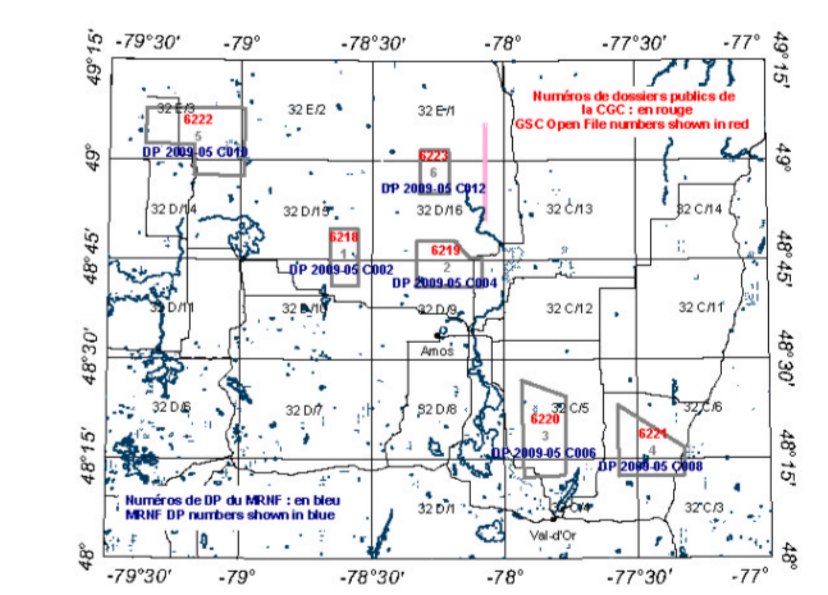 -79°30' -79° -78°30' -78° -77°30' -77°
49°15' 49°15'
32 E/3 32 E/2 32 E/1
Numéros de dossiers publics de
la CGC : en rouge
GSC Open File numbers shown in red
6222
5
DP 2009-05 C010
49° 49°
6223
6
DP 2009-05 C012
32 D/14 32 D/15 32 D/16 32 C/13 32 C/14
48°45' 48°45'
6218
1
DP 2009-05 C002
6219
2
DP 2009-05 C004
32 D/11 32 D/10 32 D/9 32 C/12 32 C/11
Amos
48°30' 48°30'
32 D/6 32 D/7 32 D/8 32 C/5 32 C/6
6220
3
DP 2009-05 C006
6221
4
DP 2009-05 C008
48°15' 48°15'
Numéros de DP du MRNF : en bleu
MRNF DP numbers shown in blue
32 D/1 32 C/4 32 C/3
Val-d'Or
48° 48°
-79°30' -79° -78°30' -78° -77°30' -77°